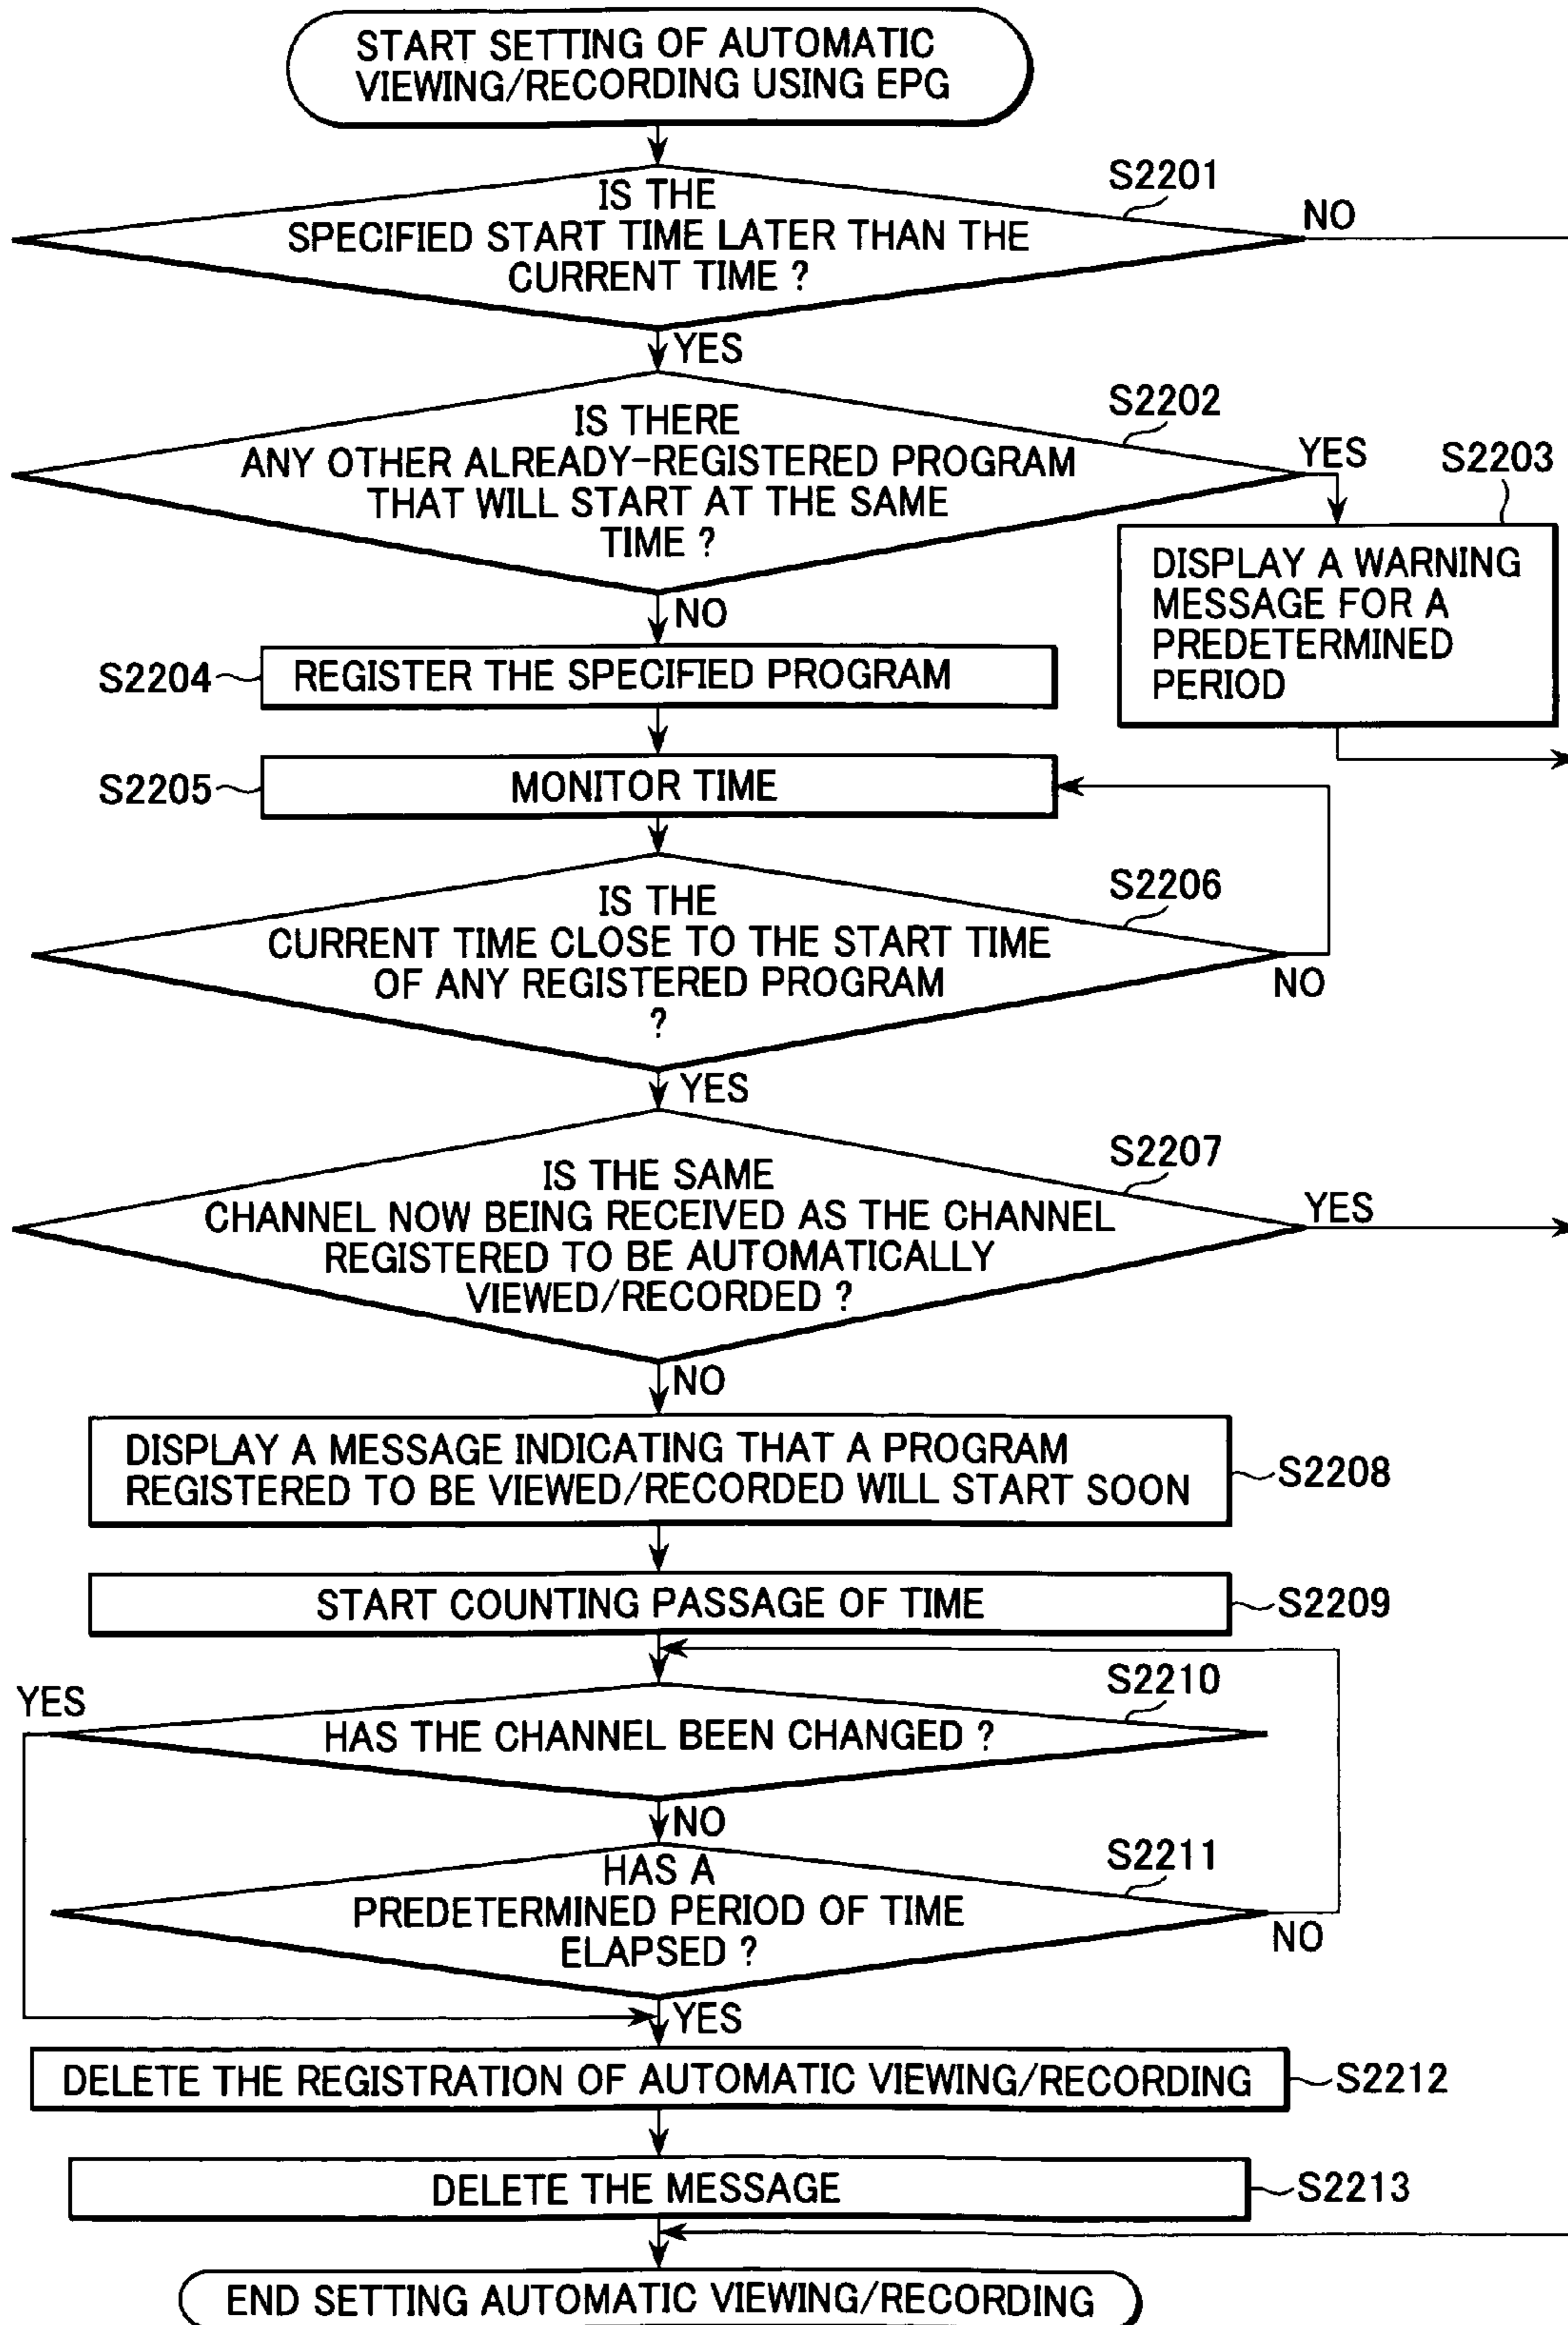 START SETTING OF AUTOMATIC
VIEWING/RECORDING USING EPG
S2201
IS THE
SPECIFIED START TIME LATER THAN THE
CURRENT TIME ?
NO
YES
S2202
IS THERE
ANY OTHER ALREADY-REGISTERED PROGRAM
THAT WILL START AT THE SAME
TIME ?
YES
S2203
DISPLAY A WARNING
MESSAGE FOR A
PREDETERMINED
PERIOD
NO
S2204
REGISTER THE SPECIFIED PROGRAM
S2205
MONITOR TIME
S2206
IS THE
CURRENT TIME CLOSE TO THE START TIME
OF ANY REGISTERED PROGRAM
?
NO
YES
S2207
IS THE SAME
CHANNEL NOW BEING RECEIVED AS THE CHANNEL
REGISTERED TO BE AUTOMATICALLY
VIEWED/RECORDED ?
YES
NO
DISPLAY A MESSAGE INDICATING THAT A PROGRAM
REGISTERED TO BE VIEWED/RECORDED WILL START SOON
S2208
START COUNTING PASSAGE OF TIME
S2209
YES
S2210
HAS THE CHANNEL BEEN CHANGED ?
NO
S2211
HAS A
PREDETERMINED PERIOD OF TIME
ELAPSED ?
NO
YES
DELETE THE REGISTRATION OF AUTOMATIC VIEWING/RECORDING
S2212
DELETE THE MESSAGE
S2213
END SETTING AUTOMATIC VIEWING/RECORDING